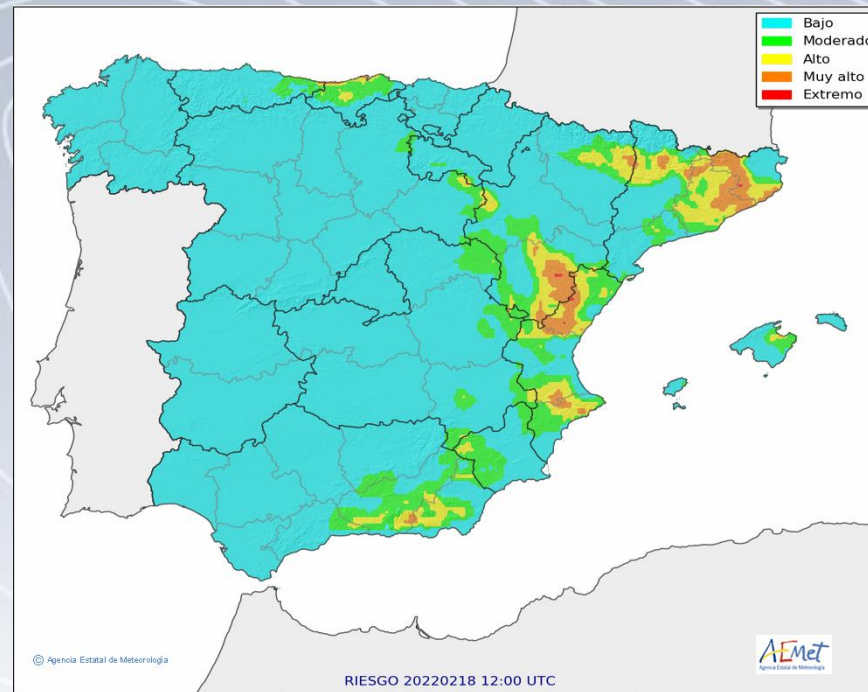 Bajo
Moderado
Alto
Muy alto
Extremo
© Agencia Estatal de Meteorología
AEmet
Agencia Estatal de Meteorología
RIESGO 20220218 12:00 UTC